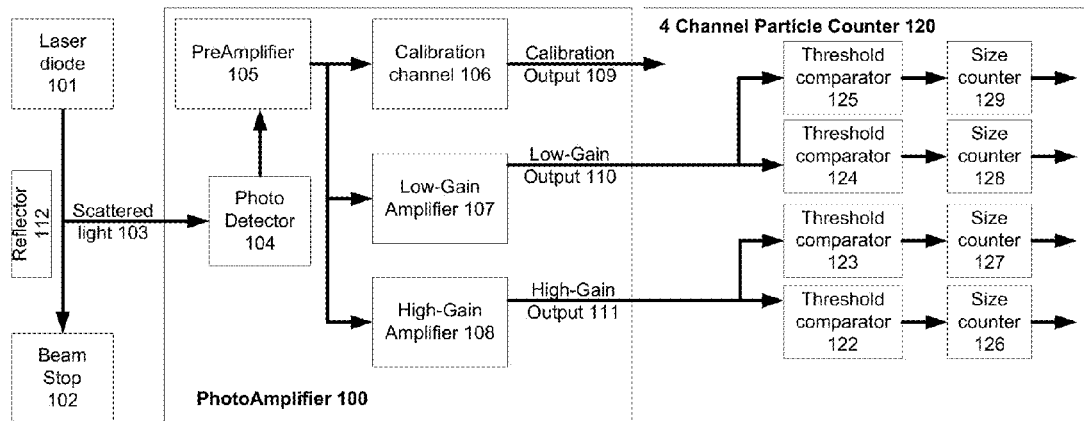 Laser
diode
101
Reflector
112
Scattered
light 103
Beam
Stop
102
PreAmplifier
105
Photo
Detector
104
Calibration
channel 106
Low-Gain
Amplifier 107
High-Gain
Amplifier 108
PhotoAmplifier 100
Calibration
Output 109
Low-Gain
Output 110
High-Gain
Output 111
4 Channel Particle Counter 120
Threshold
comparator
125
Size
counter
129
Threshold
comparator
124
Size
counter
128
Threshold
comparator
123
Size
counter
127
Threshold
comparator
122
Size
counter
126